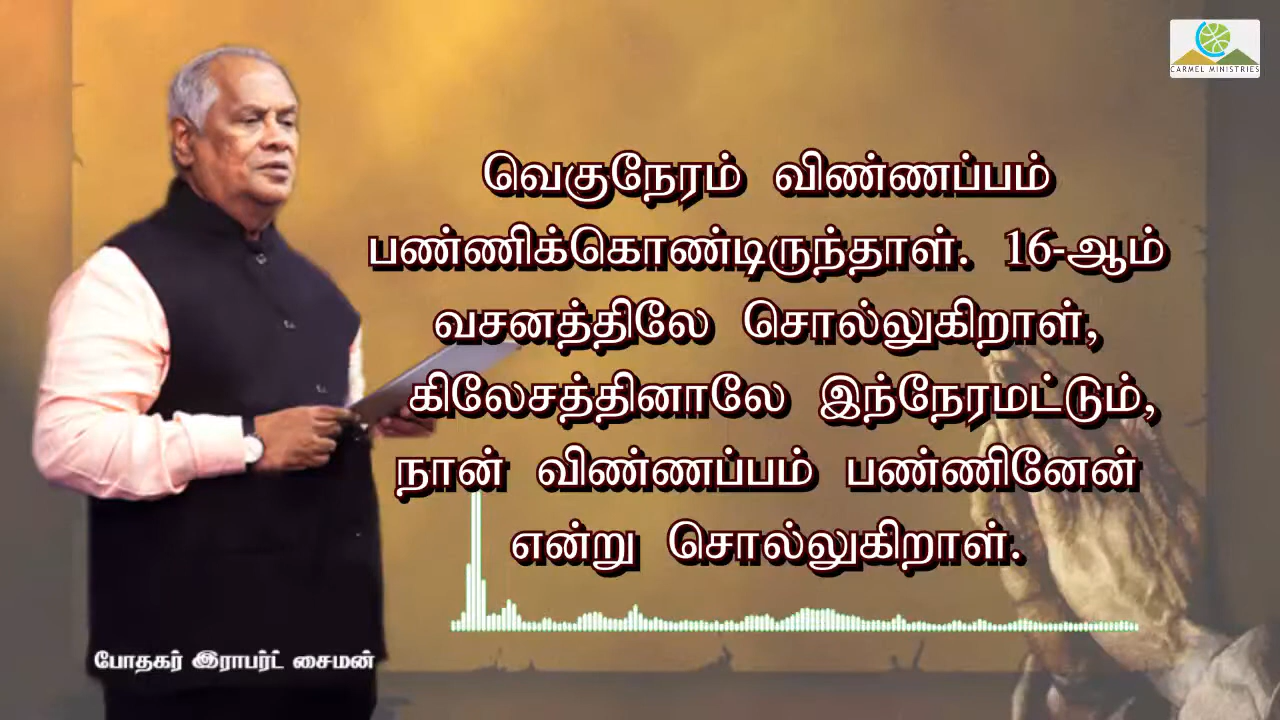 CARMEL MINISTRIES
வெகுநேரம் விண்ணப்பம்
பண்ணிக்கொண்டிருந்தாள். 16-ஆம்
வசனத்திலே சொல்லுகிறாள்,
கிலேசத்தினாலே இந்நேரமட்டும்,
நான் விண்ணப்பம் பண்ணினேன்
என்று சொல்லுகிறாள்.
போதகர் இராபர்ட் சைமன்